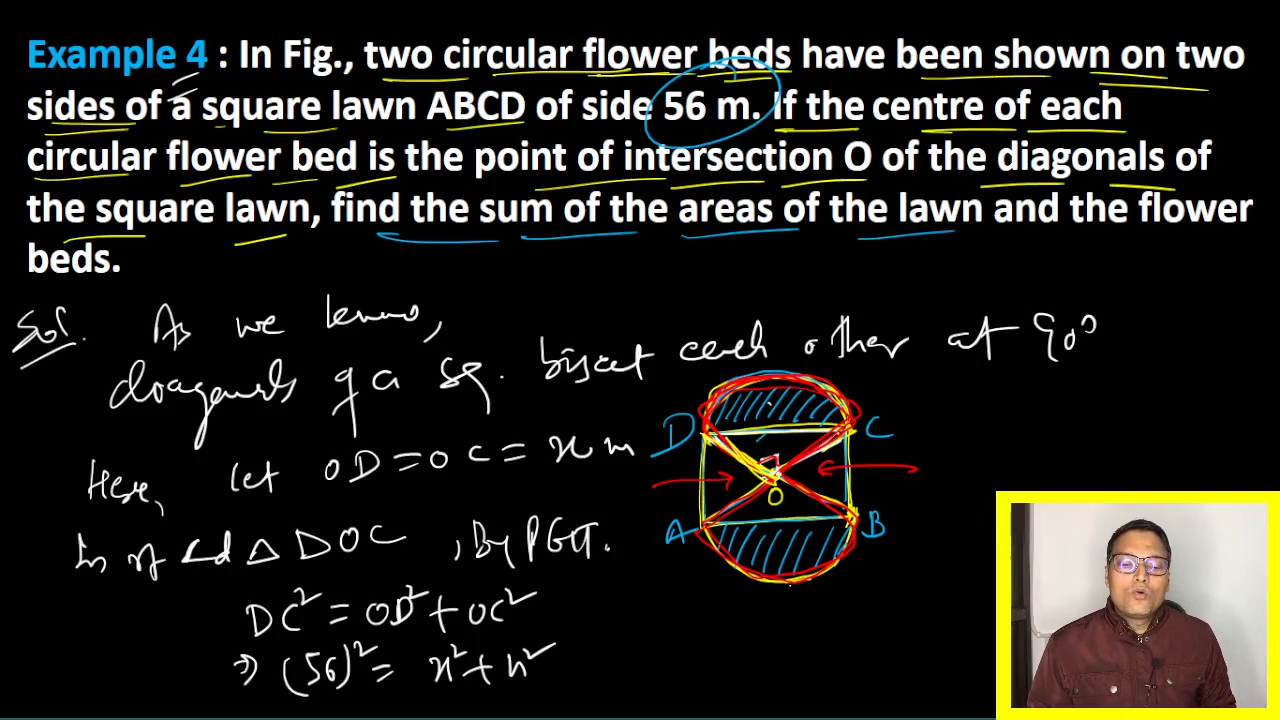 Example 4 : In Fig., two circular flower beds have been shown on two
sides of a square lawn ABCD of side 56 m. If the centre of each
circular flower bed is the point of intersection O of the diagonals of
the square lawn, find the sum of the areas of the lawn and the flower
beds.
Sol. As we know,
diagonals of a sq. bisect each other at 90°
Here, let OD = OC = x m
In rt ∠d △ DOC, By PGT.
DC² = OD² + OC²
⇒ (56)² = x² + x²
D C
O
A B